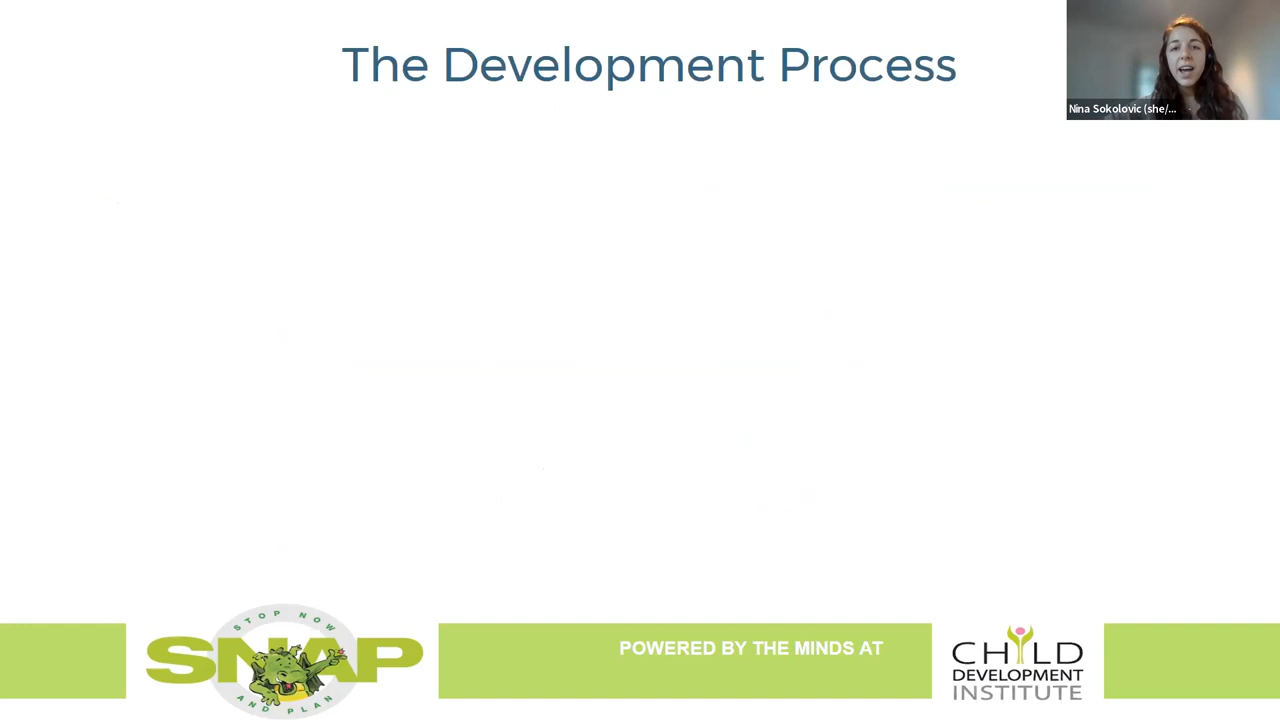 The Development Process
Nina Sokolovic (she/...
STOP NOW
SNAP
AND PLAN
POWERED BY THE MINDS AT
CHILD
DEVELOPMENT
INSTITUTE